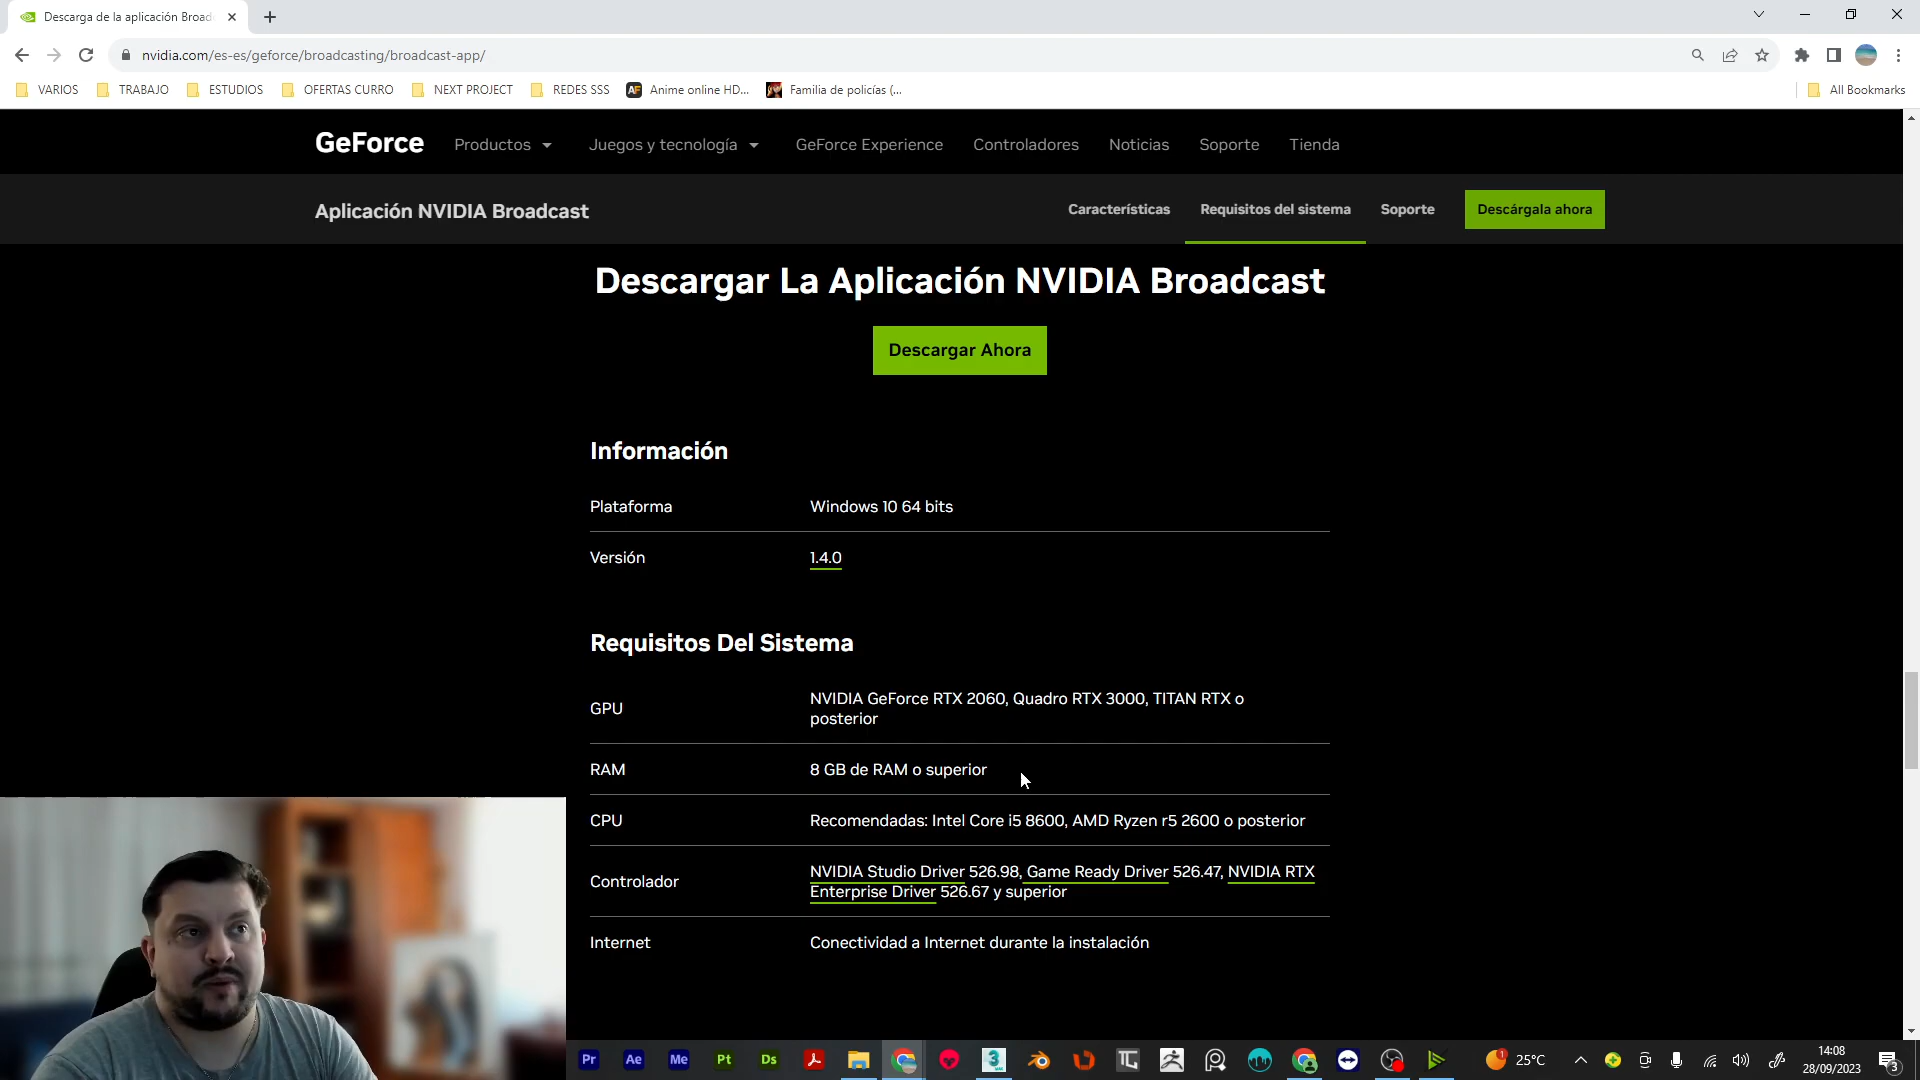 Descarga de la aplicación Broad
nvidia.com/es-es/geforce/broadcasting/broadcast-app/
VARIOS TRABAJO ESTUDIOS OFERTAS CURRO NEXT PROJECT REDES SSS AF Anime online HD... Familia de policías (... All Bookmarks
GeForce Productos Juegos y tecnología GeForce Experience Controladores Noticias Soporte Tienda
Aplicación NVIDIA Broadcast Características Requisitos del sistema Soporte Descárgala ahora
Descargar La Aplicación NVIDIA Broadcast
Descargar Ahora
Información
Plataforma Windows 10 64 bits
Versión 1.4.0
Requisitos Del Sistema
GPU NVIDIA GeForce RTX 2060, Quadro RTX 3000, TITAN RTX o
posterior
RAM 8 GB de RAM o superior
CPU Recomendadas: Intel Core i5 8600, AMD Ryzen r5 2600 o posterior
Controlador NVIDIA Studio Driver 526.98, Game Ready Driver 526.47, NVIDIA RTX
Enterprise Driver 526.67 y superior
Internet Conectividad a Internet durante la instalación
Pr Ae Me Pt Ds 3 25°C 14:08
28/09/2023 3